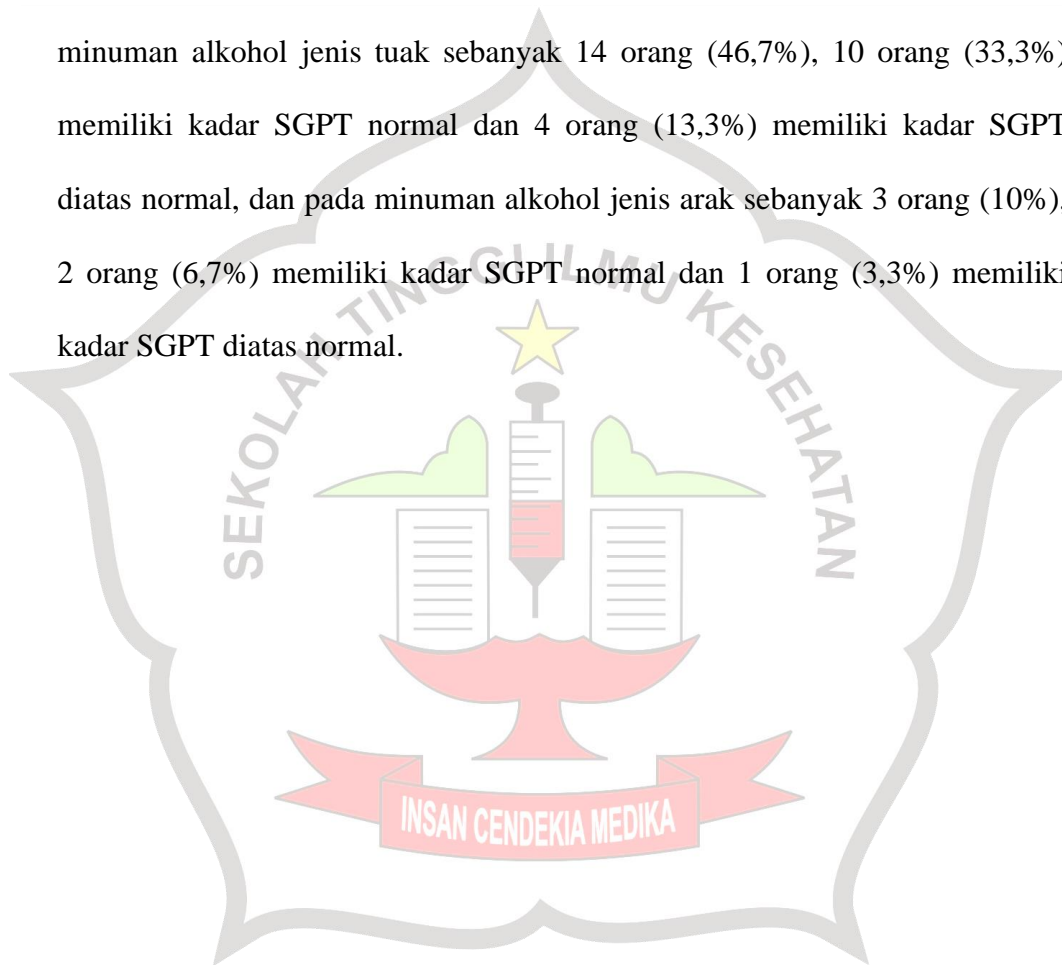 minuman alkohol jenis tuak sebanyak 14 orang (46,7%), 10 orang (33,3%)
memiliki kadar SGPT normal dan 4 orang (13,3%) memiliki kadar SGPT
diatas normal, dan pada minuman alkohol jenis arak sebanyak 3 orang (10%).
2 orang (6,7%) memiliki kadar SGPT normal dan 1 orang (3,3%) memiliki
kadar SGPT diatas normal.
SEKOLAH TINGGI ILMU KESEHATAN
INSAN CENDEKIA MEDIKA